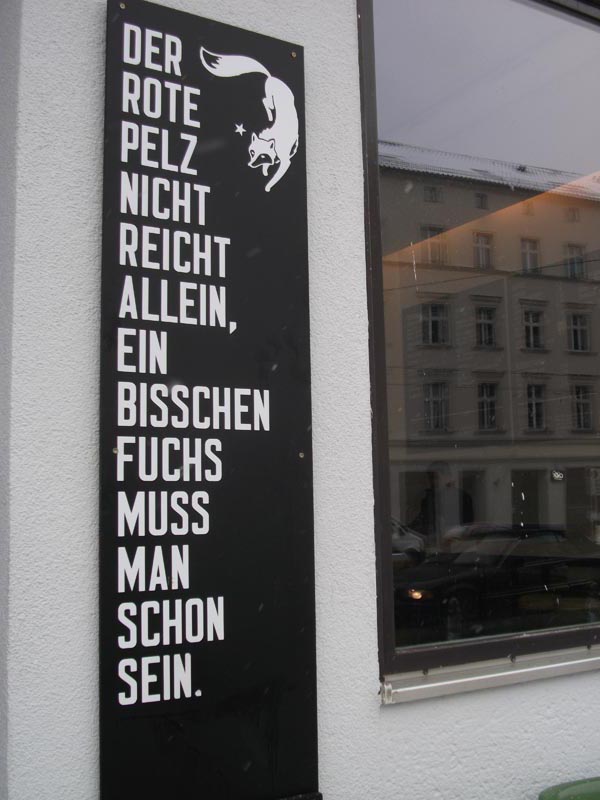 DER
ROTE
PELZ
NICHT
REICHT
ALLEIN,
EIN
BISSCHEN
FUCHS
MUSS
MAN
SCHON
SEIN.